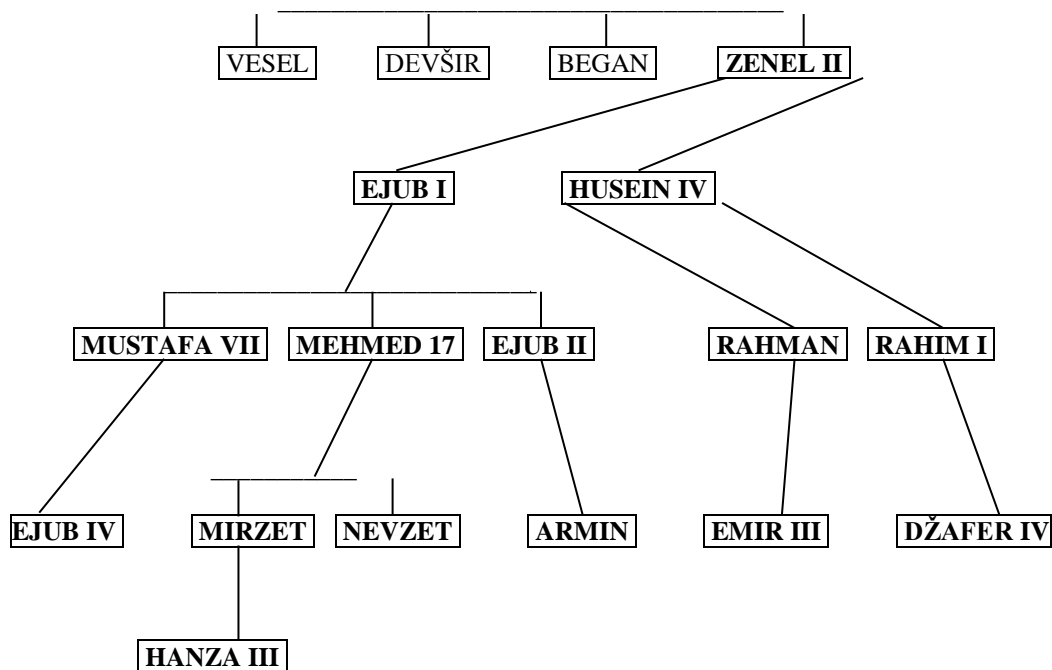 VESEL DEVŠIR BEGAN ZENEL II
EJUB I HUSEIN IV
MUSTAFA VII MEHMED 17 EJUB II RAHMAN RAHIM I
EJUB IV MIRZET NEVZET ARMIN EMIR III DŽAFER IV
HANZA III